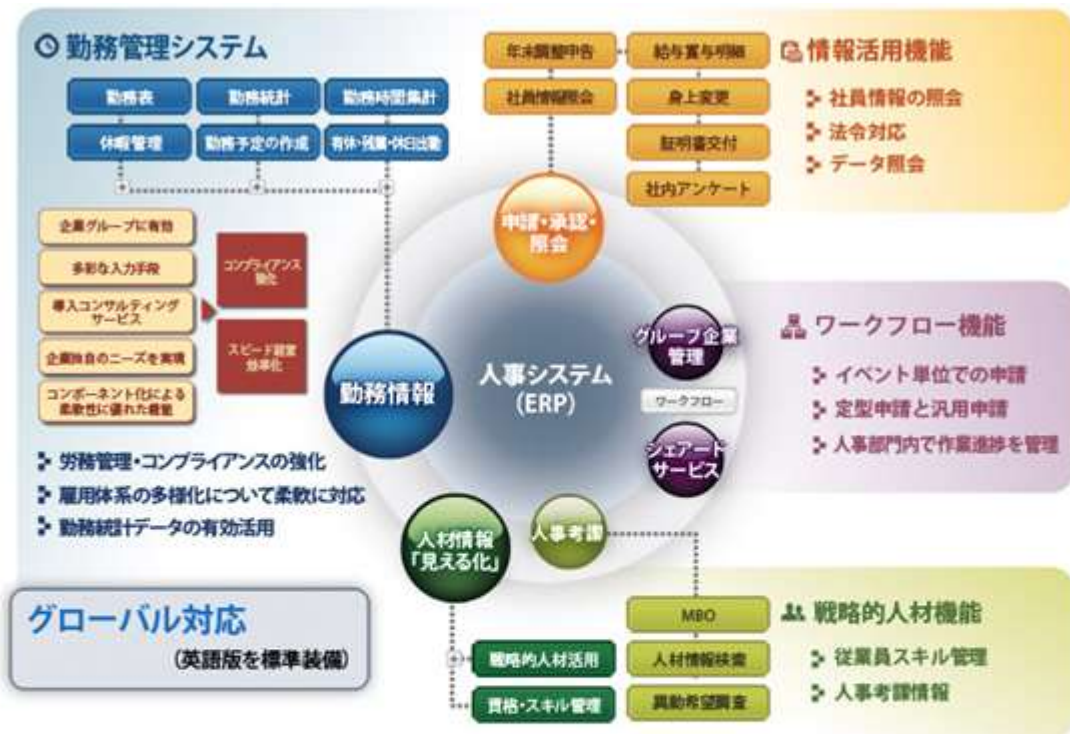 勤務管理システム
勤務表
勤務統計
勤務時間集計
休暇管理
勤務予定の作成
有休・残業・休日出勤
企業グループに有効
多彩な入力手段
導入コンサルティング
サービス
企業独自のニーズを実現
コンポーネント化による
柔軟性に優れた機能
コンプライアンス
強化
スピード経営
効率化
労務管理・コンプライアンスの強化
雇用体系の多様化について柔軟に対応
勤務統計データの有効活用
グローバル対応
(英語版を標準装備)
年末調整申告
給与賞与明細
社員情報照会
身上変更
証明書交付
社内アンケート
情報活用機能
社員情報の照会
法令対応
データ照会
申請・承認・
照会
勤務情報
人事システム
(ERP)
グループ企業
管理
ワークフロー
シェアード
サービス
人材情報
「見える化」
人事考課
ワークフロー機能
イベント単位での申請
定型申請と汎用申請
人事部門内で作業進捗を管理
MBO
戦略的人材活用
人材情報検索
資格・スキル管理
異動希望調査
戦略的人材機能
従業員スキル管理
人事考課情報